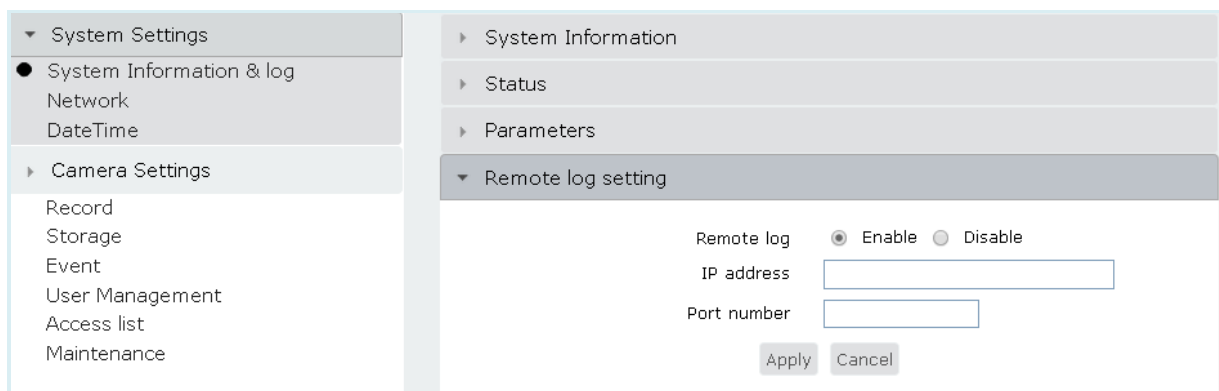 System Settings
System Information & log
Network
DateTime
Camera Settings
Record
Storage
Event
User Management
Access list
Maintenance
System Information
Status
Parameters
Remote log setting
Remote log Enable Disable
IP address
Port number
Apply Cancel